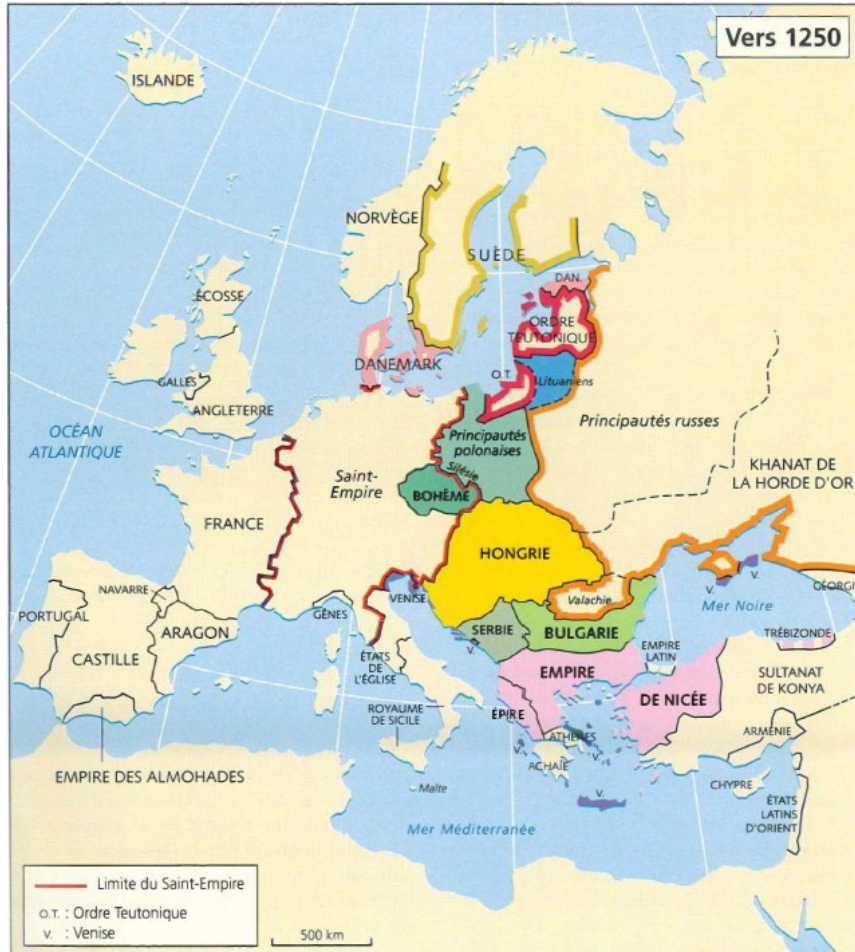 Vers 1250
ISLANDE
NORVÈGE
SUÈDE
DAN.
ÉCOSSE
ORDRE
TEUTONIQUE
DANEMARK
O.T.
Lituaniens
GALLES
ANGLETERRE
OCÉAN
ATLANTIQUE
Principautés
polonaises
Principautés russes
Silésie
Saint-
Empire
BOHÊME
KHANAT DE
LA HORDE D'OR
FRANCE
HONGRIE
NAVARRE
VENISE
Valachie
V.
V.
GÉORGIE
Mer Noire
PORTUGAL
ARAGON
GÊNES
SERBIE
BULGARIE
TRÉBIZONDE
CASTILLE
V.
ÉTATS
DE
L'ÉGLISE
EMPIRE
LATIN
EMPIRE
DE NICÉE
SULTANAT
DE KONYA
ROYAUME
DE SICILE
ÉPIRE
ATHÈNES
V.
V.
ACHAÏE
ARMÉNIE
EMPIRE DES ALMOHADES
Malte
V.
CHYPRE
ÉTATS
LATINS
D'ORIENT
Mer Méditerranée
Limite du Saint-Empire
O.T. : Ordre Teutonique
V. : Venise
500 km